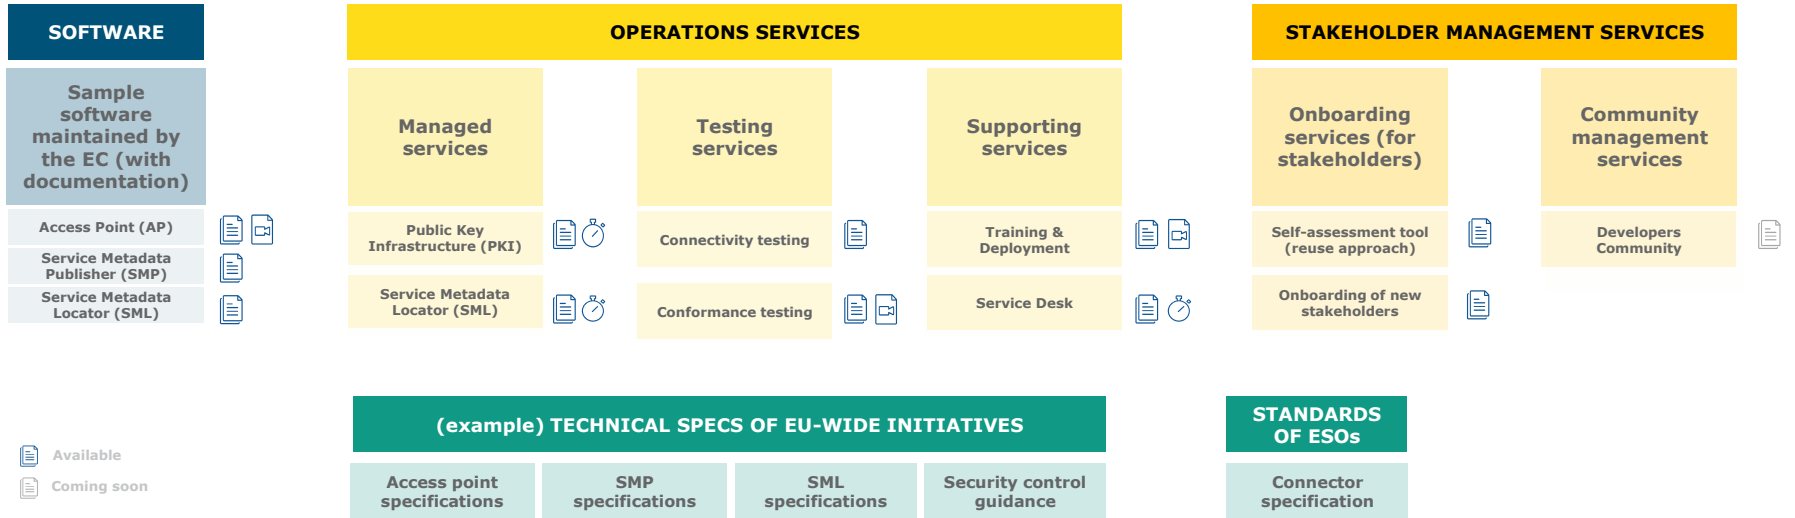 SOFTWARE
OPERATIONS SERVICES
STAKEHOLDER MANAGEMENT SERVICES
Sample
software
maintained by
the EC (with
documentation)
Managed
services
Testing
services
Supporting
services
Onboarding
services (for
stakeholders)
Community
management
services
Access Point (AP)
Service Metadata
Publisher (SMP)
Service Metadata
Locator (SML)
Public Key
Infrastructure (PKI)
Service Metadata
Locator (SML)
Connectivity testing
Conformance testing
Training &
Deployment
Service Desk
Self-assessment tool
(reuse approach)
Onboarding of new
stakeholders
Developers
Community
(example) TECHNICAL SPECS OF EU-WIDE INITIATIVES
STANDARDS
OF ESOs
Available
Coming soon
Access point
specifications
SMP
specifications
SML
specifications
Security control
guidance
Connector
specification